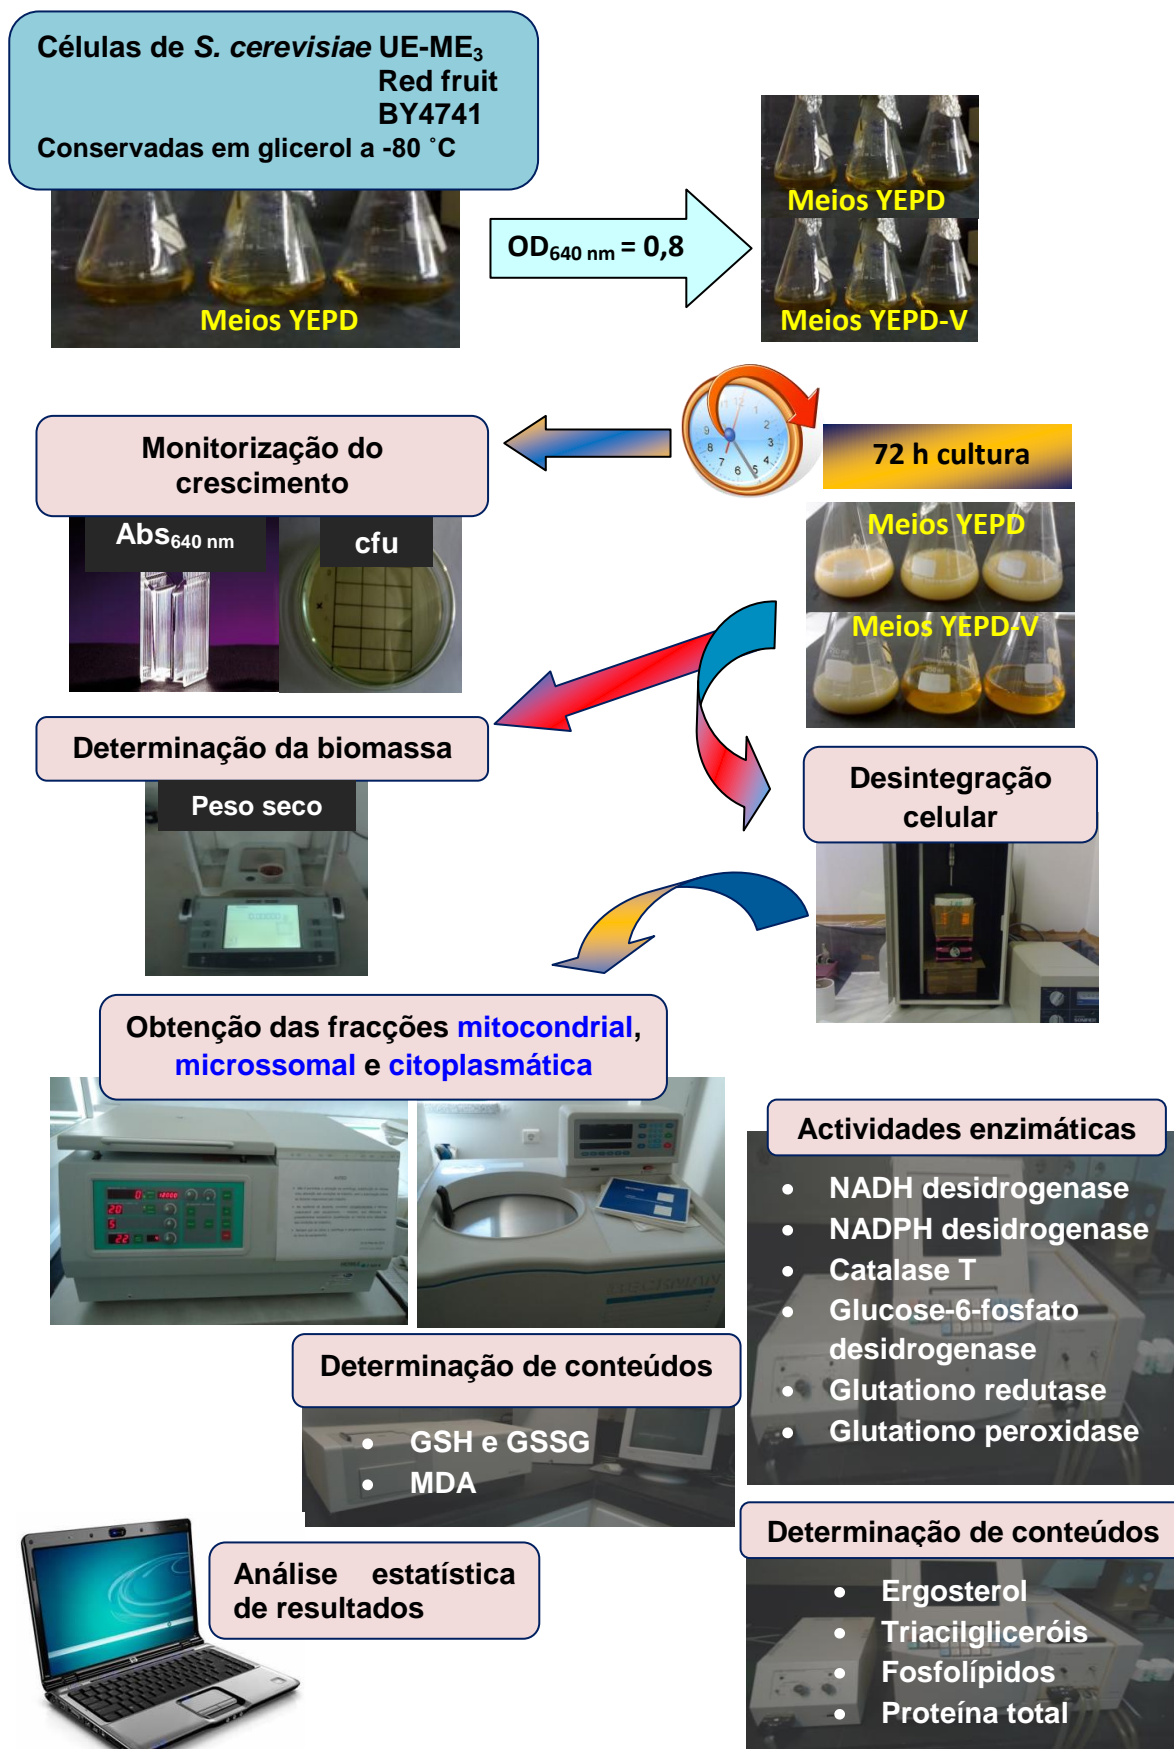 Células de S. cerevisiae UE-ME3
Red fruit
BY4741
Conservadas em glicerol a -80 ˚C
Meios YEPD
OD640 nm = 0,8
Meios YEPD
Meios YEPD-V
Monitorização do
crescimento
72 h cultura
Abs640 nm
cfu
Meios YEPD
Meios YEPD-V
Determinação da biomassa
Peso seco
Desintegração
celular
Obtenção das fracções mitocondrial,
microssomal e citoplasmática
BECKMAN
Actividades enzimáticas
• NADH desidrogenase
• NADPH desidrogenase
• Catalase T
• Glucose-6-fosfato
desidrogenase
• Glutationo redutase
• Glutationo peroxidase
Determinação de conteúdos
• GSH e GSSG
• MDA
Determinação de conteúdos
• Ergosterol
• Triacilgliceróis
• Fosfolípidos
• Proteína total
Análise estatística
de resultados